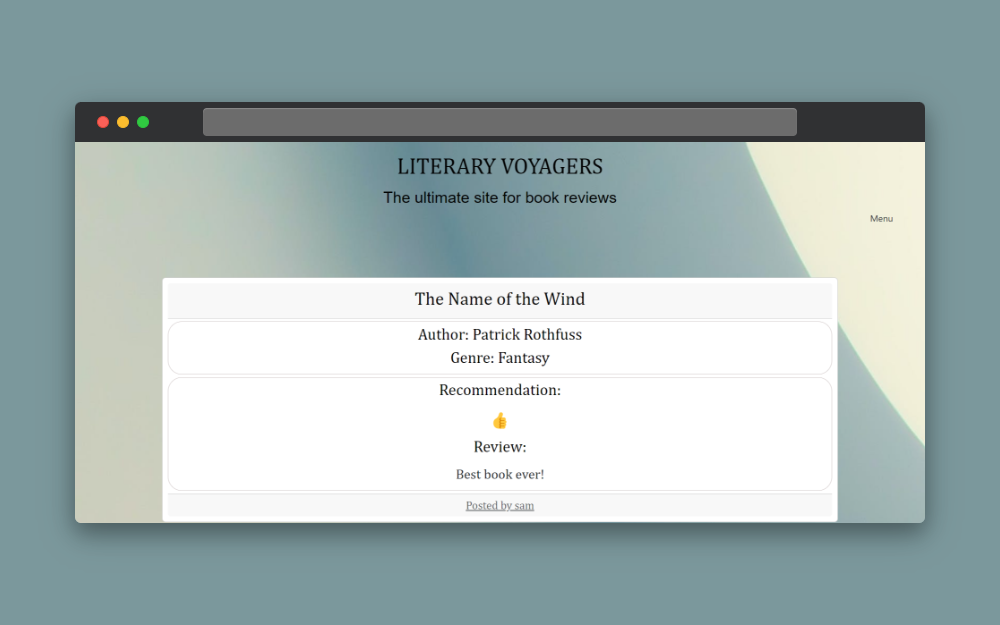 LITERARY VOYAGERS
The ultimate site for book reviews
Menu
The Name of the Wind
Author: Patrick Rothfuss
Genre: Fantasy
Recommendation:
👍
Review:
Best book ever!
Posted by sam